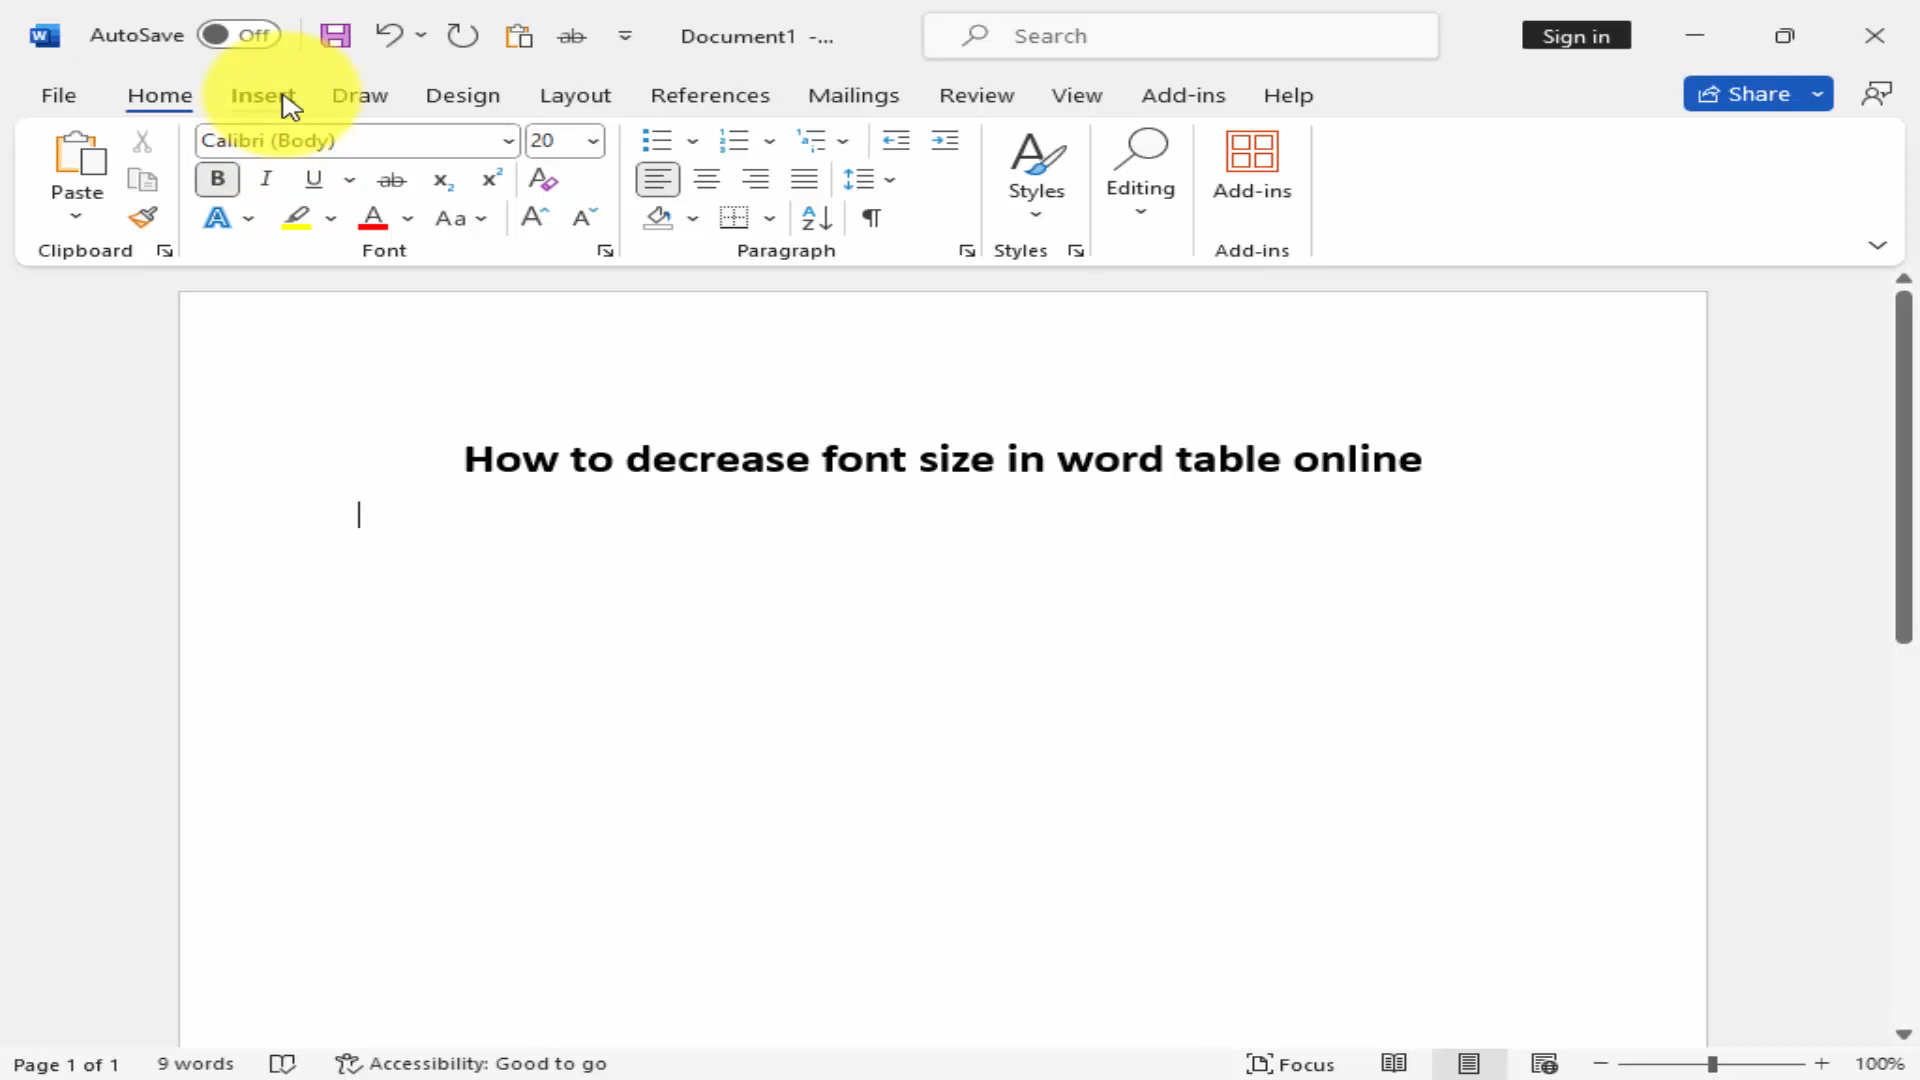 AutoSave Off Document1 -... Search Sign in
File Home Insert Draw Design Layout References Mailings Review View Add-ins Help Share
Calibri (Body) 20
Paste Styles Editing Add-ins
Clipboard Font Paragraph Styles Add-ins
How to decrease font size in word table online
Page 1 of 1 9 words Accessibility: Good to go Focus 100%